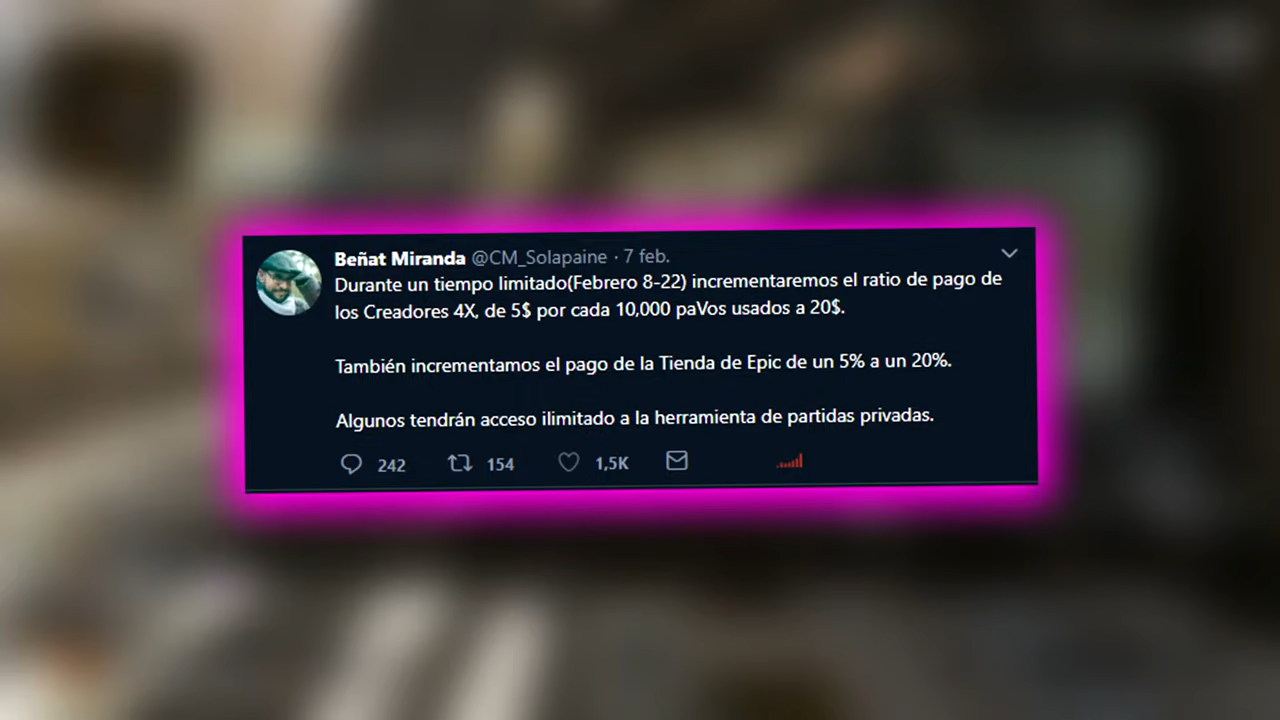 Beñat Miranda @CM_Solapaine · 7 feb.
Durante un tiempo limitado(Febrero 8-22) incrementaremos el ratio de pago de
los Creadores 4X, de 5$ por cada 10,000 paVos usados a 20$.
También incrementamos el pago de la Tienda de Epic de un 5% a un 20%.
Algunos tendrán acceso ilimitado a la herramienta de partidas privadas.
242 154 1,5K